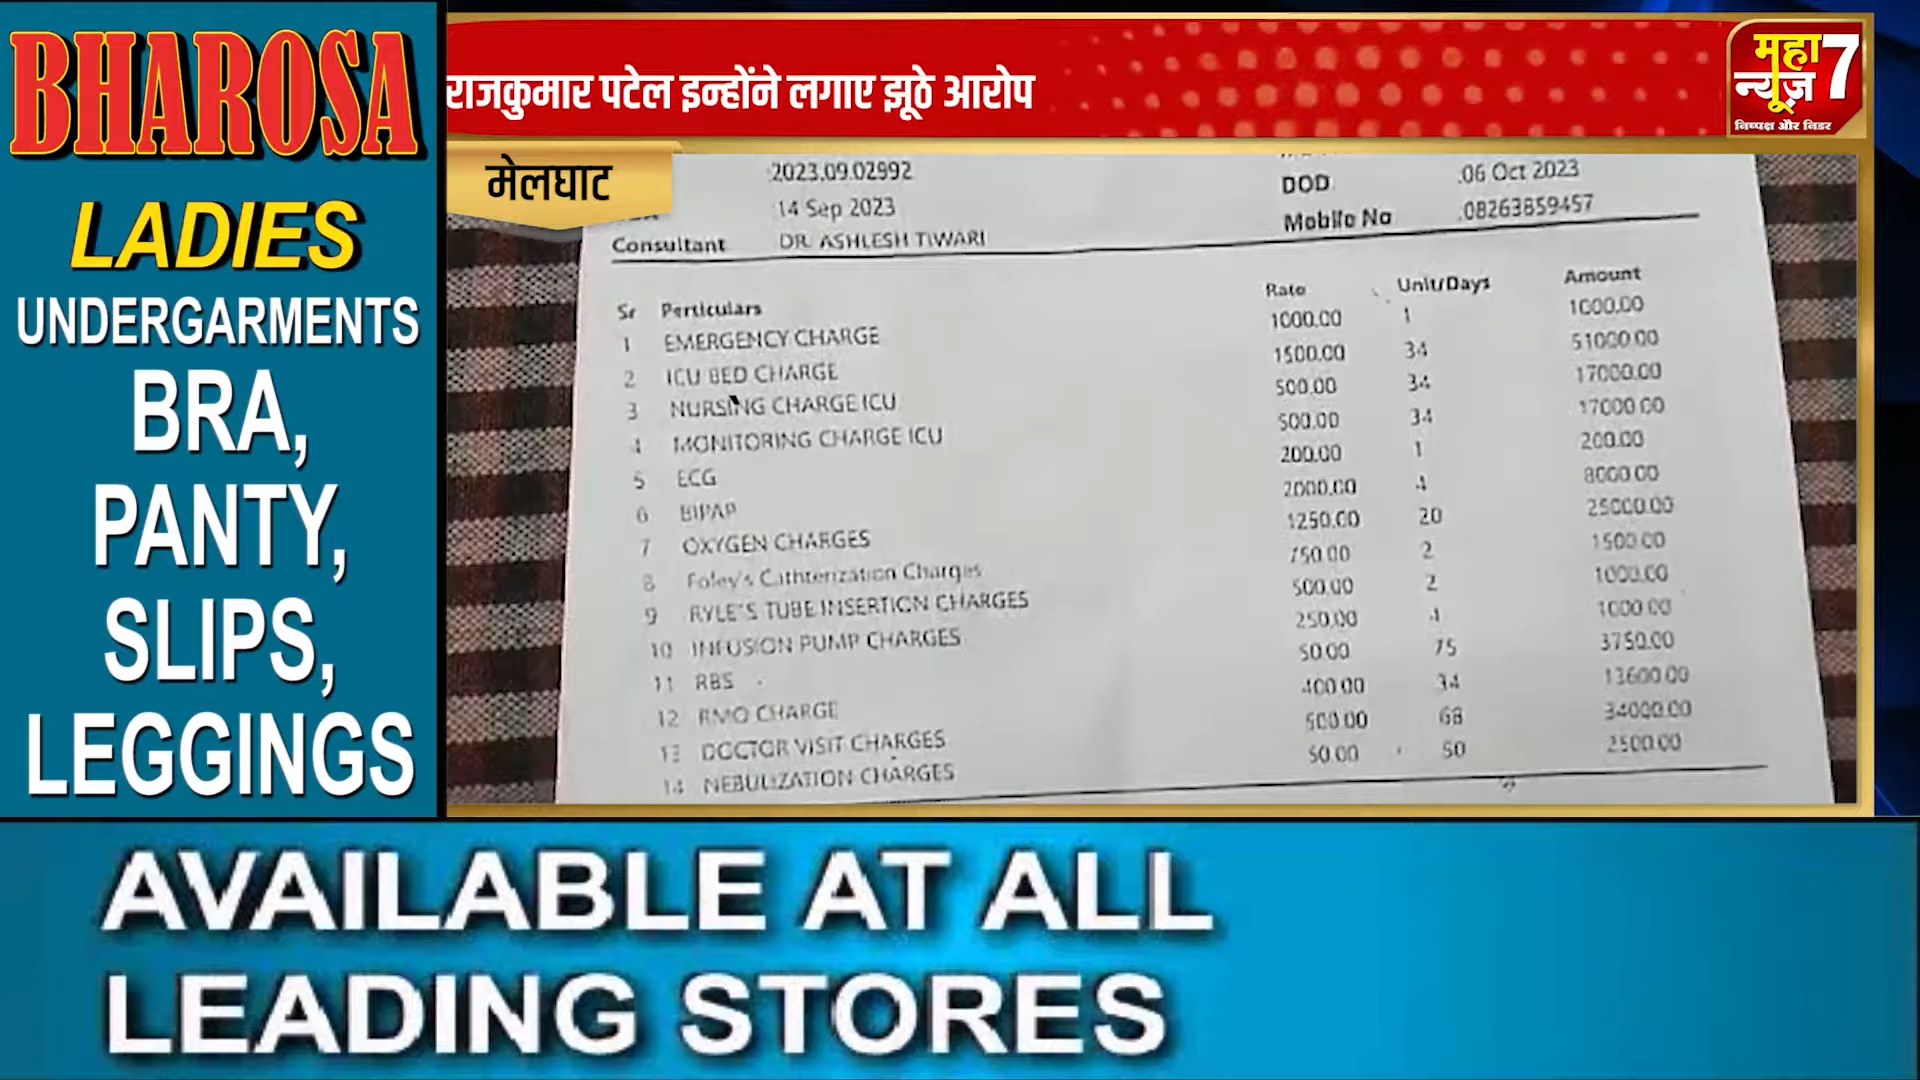 BHAROSA
LADIES
UNDERGARMENTS
BRA,
PANTY,
SLIPS,
LEGGINGS
राजकुमार पटेल इन्होंने लगाए झूठे आरोप
महा
न्यूज़ 7
निष्पक्ष और निडर
मेलघाट
2023.09.02992
DOD :06 Oct 2023
:14 Sep 2023
Mobile No :08263859457
Consultant DR. ASHLESH TIWARI
Sr Perticulars Rate Unit/Days Amount
1 EMERGENCY CHARGE 1000.00 1 1000.00
2 ICU BED CHARGE 1500.00 34 51000.00
3 NURSING CHARGE ICU 500.00 34 17000.00
4 MONITORING CHARGE ICU 500.00 34 17000.00
5 ECG 200.00 1 200.00
6 BIPAP 2000.00 4 8000.00
7 OXYGEN CHARGES 1250.00 20 25000.00
8 Foley's Cathterization Charges 750.00 2 1500.00
9 RYLE'S TUBE INSERTION CHARGES 500.00 2 1000.00
10 INFUSION PUMP CHARGES 250.00 4 1000.00
11 RBS 50.00 75 3750.00
12 RMO CHARGE 400.00 34 13600.00
13 DOCTOR VISIT CHARGES 500.00 68 34000.00
14 NEBULIZATION CHARGES 50.00 50 2500.00
AVAILABLE AT ALL
LEADING STORES